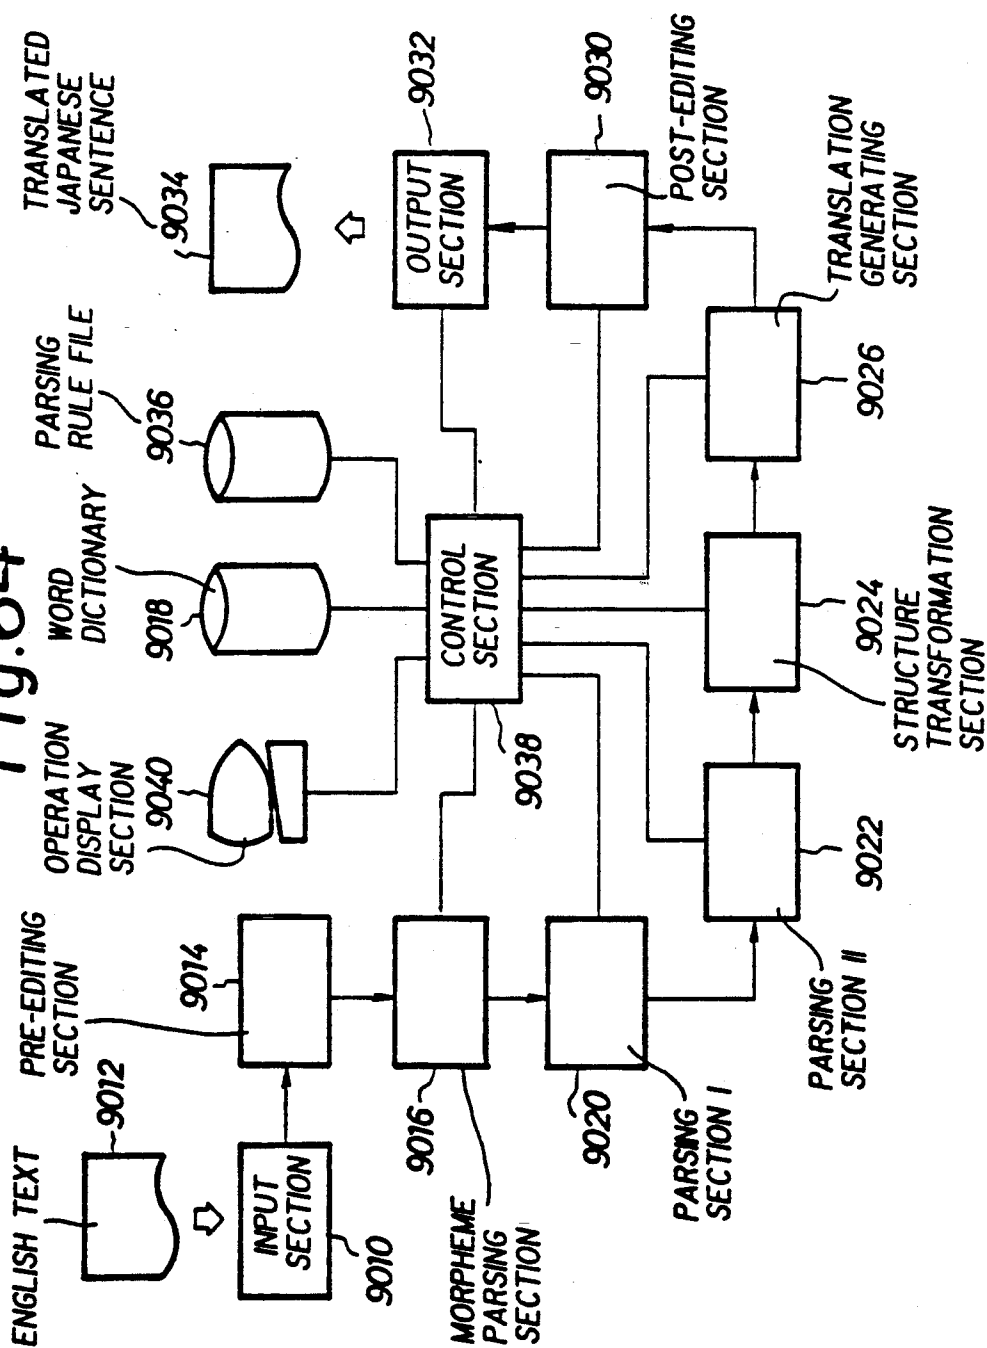 Fig.64
ENGLISH TEXT
9012
INPUT
SECTION
9010
PRE-EDITING
SECTION
9014
9016
MORPHEME
PARSING
SECTION
9020
PARSING
SECTION I
PARSING
SECTION II
9022
OPERATION
DISPLAY
SECTION
9040
WORD
DICTIONARY
9018
PARSING
RULE FILE
9036
CONTROL
SECTION
9038
STRUCTURE
TRANSFORMATION
SECTION
9024
TRANSLATION
GENERATING
SECTION
9026
POST-EDITING
SECTION
9030
OUTPUT
SECTION
9032
TRANSLATED
JAPANESE
SENTENCE
9034